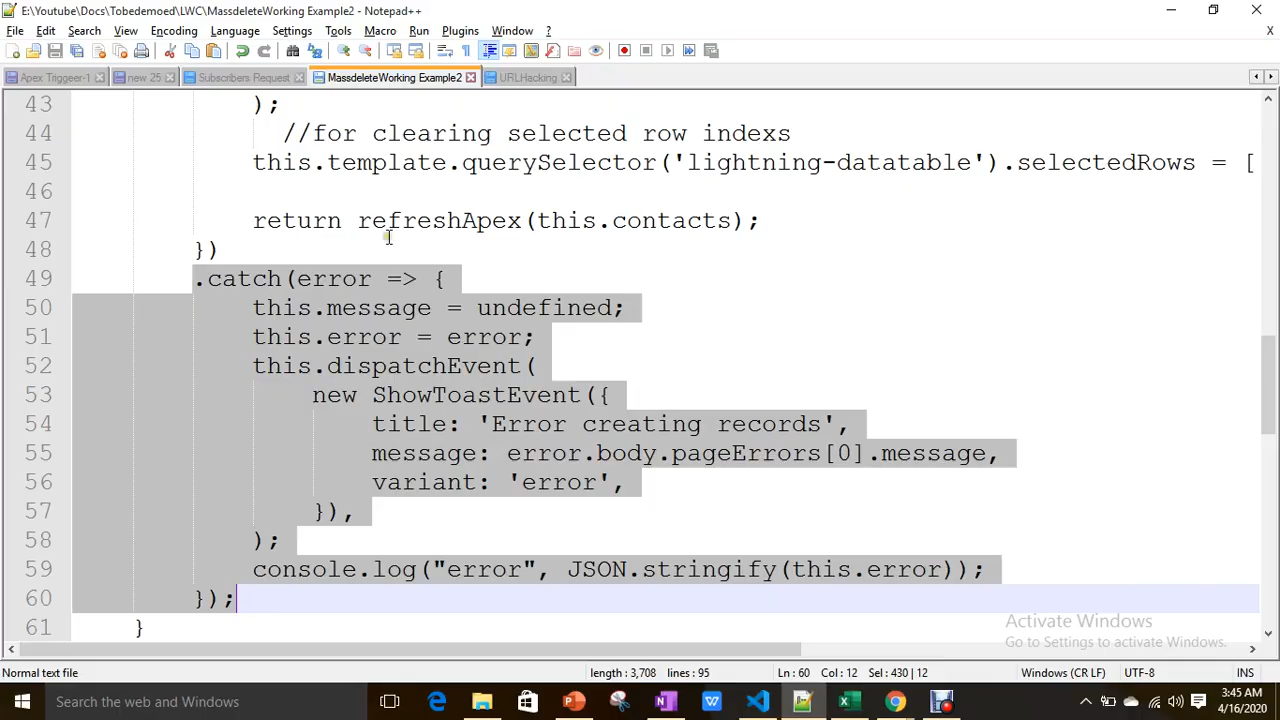 E:\Youtube\Docs\Tobedemoed\LWC\MassdeleteWorking Example2 - Notepad++
File Edit Search View Encoding Language Settings Tools Macro Run Plugins Window ?
X
Apex Triggeer-1 new 25 Subscribers Request MassdeleteWorking Example2 URLHacking
43 );
44 //for clearing selected row indexs
45 this.template.querySelector('lightning-datatable').selectedRows = [
46
47 return refreshApex(this.contacts);
48 })
49 .catch(error => {
50 this.message = undefined;
51 this.error = error;
52 this.dispatchEvent(
53 new ShowToastEvent({
54 title: 'Error creating records',
55 message: error.body.pageErrors[0].message,
56 variant: 'error',
57 }),
58 );
59 console.log("error", JSON.stringify(this.error));
60 });
61 }
Activate Windows
Go to Settings to activate Windows.
Normal text file length : 3,708 lines : 95 Ln : 60 Col : 12 Sel : 430 | 12 Windows (CR LF) UTF-8 INS
Search the web and Windows
3:45 AM
4/16/2020